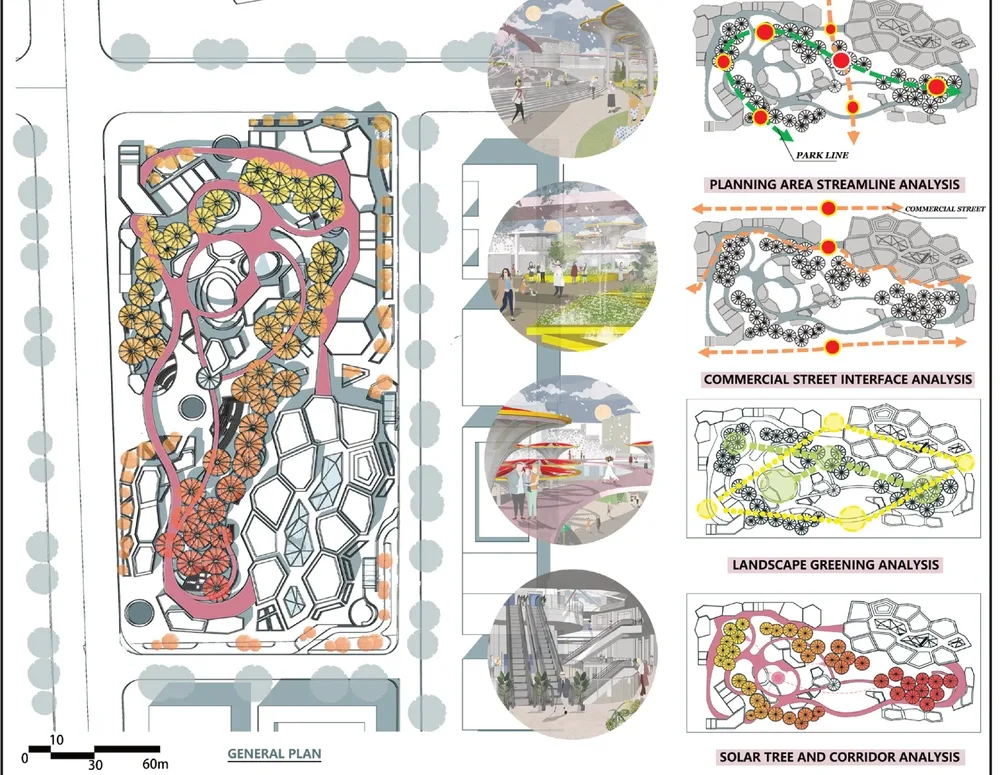 PARK LINE
PLANNING AREA STREAMLINE ANALYSIS
COMMERCIAL STREET
COMMERCIAL STREET INTERFACE ANALYSIS
LANDSCAPE GREENING ANALYSIS
SOLAR TREE AND CORRIDOR ANALYSIS
10
0
30
60m
GENERAL PLAN